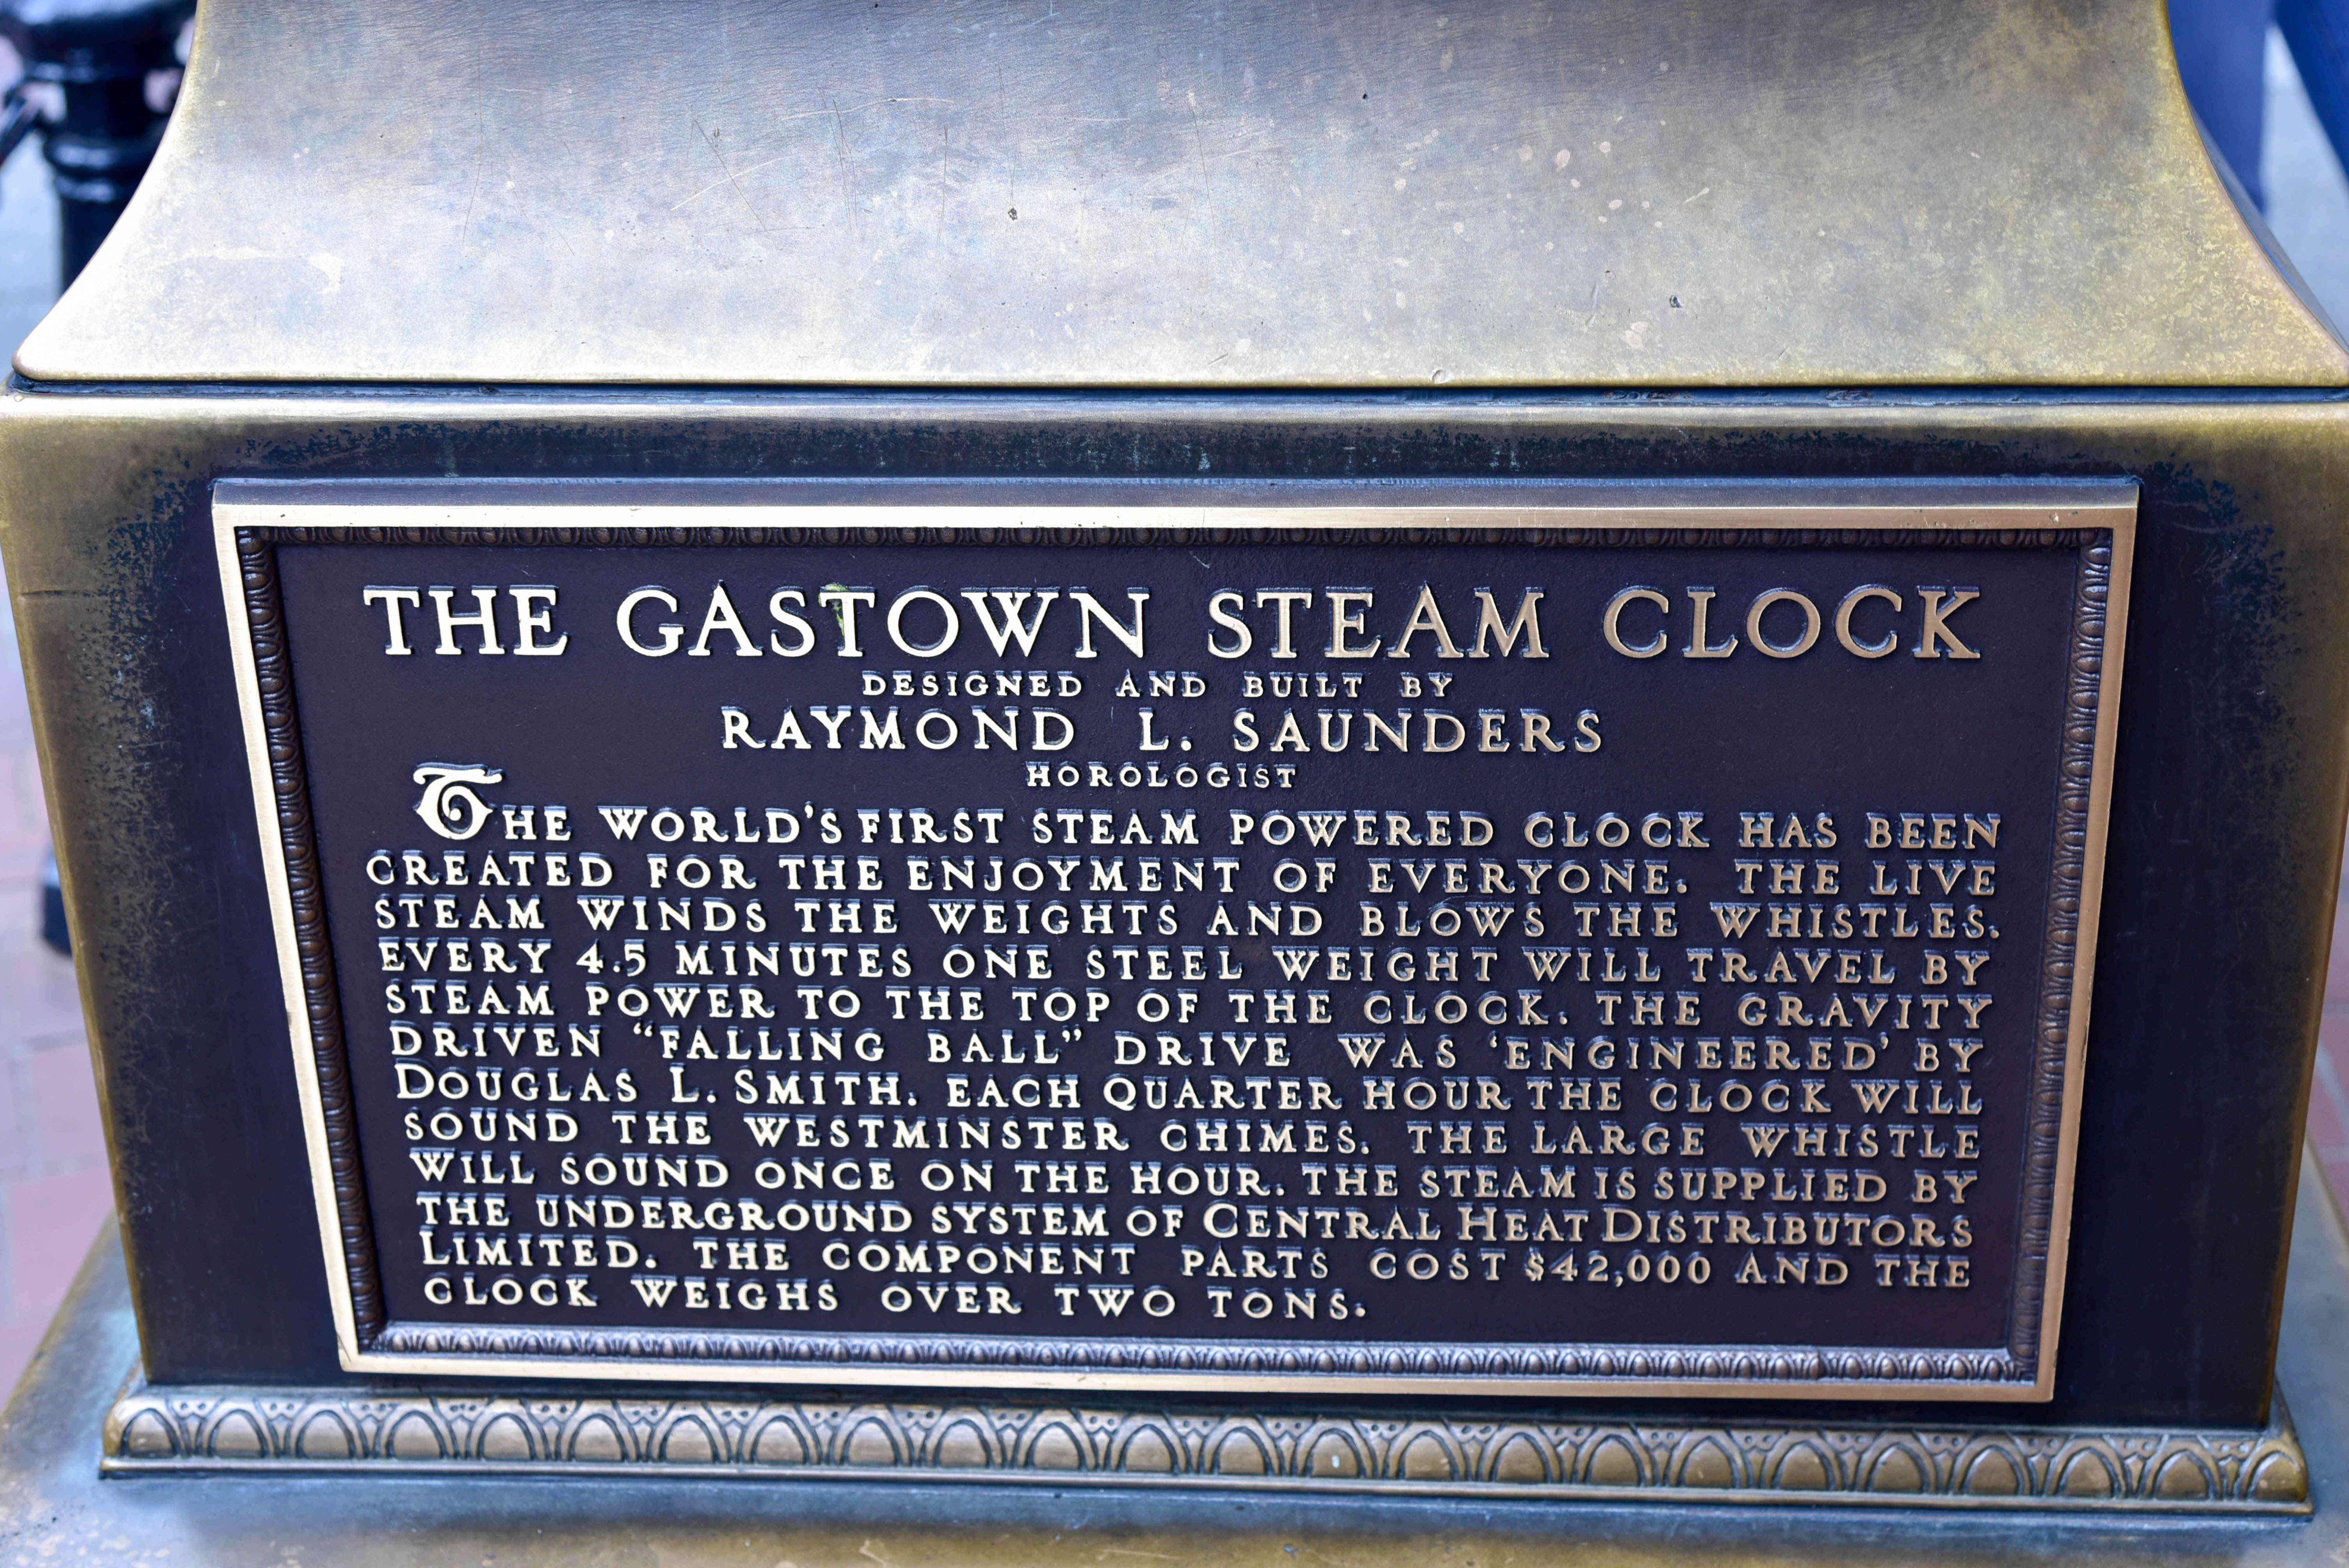 THE GASTOWN STEAM CLOCK
DESIGNED AND BUILT BY
RAYMOND L. SAUNDERS
HOROLOGIST
THE WORLD'S FIRST STEAM POWERED CLOCK HAS BEEN
CREATED FOR THE ENJOYMENT OF EVERYONE. THE LIVE
STEAM WINDS THE WEIGHTS AND BLOWS THE WHISTLES.
EVERY 4.5 MINUTES ONE STEEL WEIGHT WILL TRAVEL BY
STEAM POWER TO THE TOP OF THE CLOCK. THE GRAVITY
DRIVEN “FALLING BALL” DRIVE WAS ‘ENGINEERED’ BY
DOUGLAS L. SMITH. EACH QUARTER HOUR THE CLOCK WILL
SOUND THE WESTMINSTER CHIMES. THE LARGE WHISTLE
WILL SOUND ONCE ON THE HOUR. THE STEAM IS SUPPLIED BY
THE UNDERGROUND SYSTEM OF CENTRAL HEAT DISTRIBUTORS
LIMITED. THE COMPONENT PARTS COST $42,000 AND THE
CLOCK WEIGHS OVER TWO TONS.